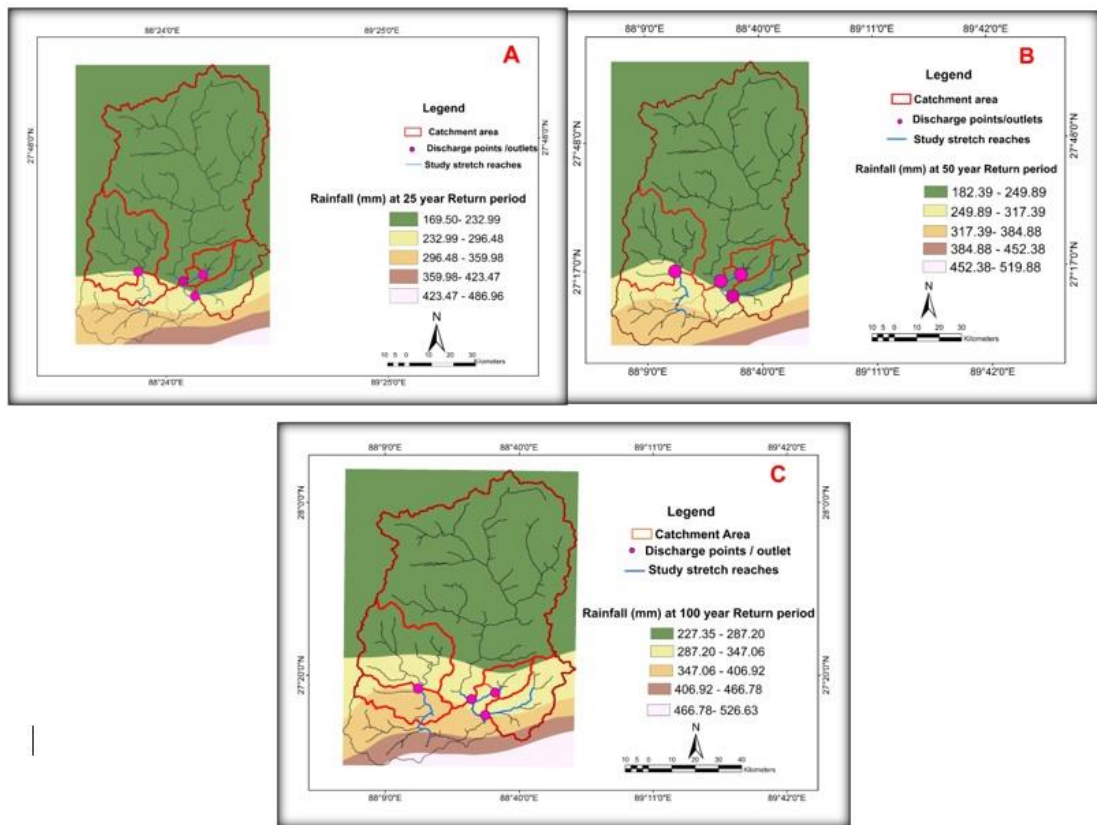 88°24'0"E 89°25'0"E
A
27°48'0"N
27°48'0"N
Legend
Catchment area
Discharge points /outlets
Study stretch reaches
Rainfall (mm) at 25 year Return period
169.50- 232.99
232.99 - 296.48
296.48 - 359.98
359.98- 423.47
423.47 - 486.96
N
10 5 0 10 20 30
Kilometers
88°24'0"E 89°25'0"E
88°9'0"E 88°40'0"E 89°11'0"E 89°42'0"E
B
27°48'0"N
27°48'0"N
27°17'0"N
27°17'0"N
Legend
Catchment area
Discharge points/outlets
Study stretch reaches
Rainfall (mm) at 50 year Return period
182.39 - 249.89
249.89 - 317.39
317.39- 384.88
384.88 - 452.38
452.38- 519.88
N
10 5 0 10 20 30
Kilometers
88°9'0"E 88°40'0"E 89°11'0"E 89°42'0"E
88°9'0"E 88°40'0"E 89°11'0"E 89°42'0"E
C
28°0'0"N
28°0'0"N
27°20'0"N
27°20'0"N
Legend
Catchment Area
Discharge points / outlet
Study stretch reaches
Rainfall (mm) at 100 year Return period
227.35 - 287.20
287.20 - 347.06
347.06 - 406.92
406.92 - 466.78
466.78- 526.63
N
10 5 0 10 20 30 40
Kilometers
88°9'0"E 88°40'0"E 89°11'0"E 89°42'0"E